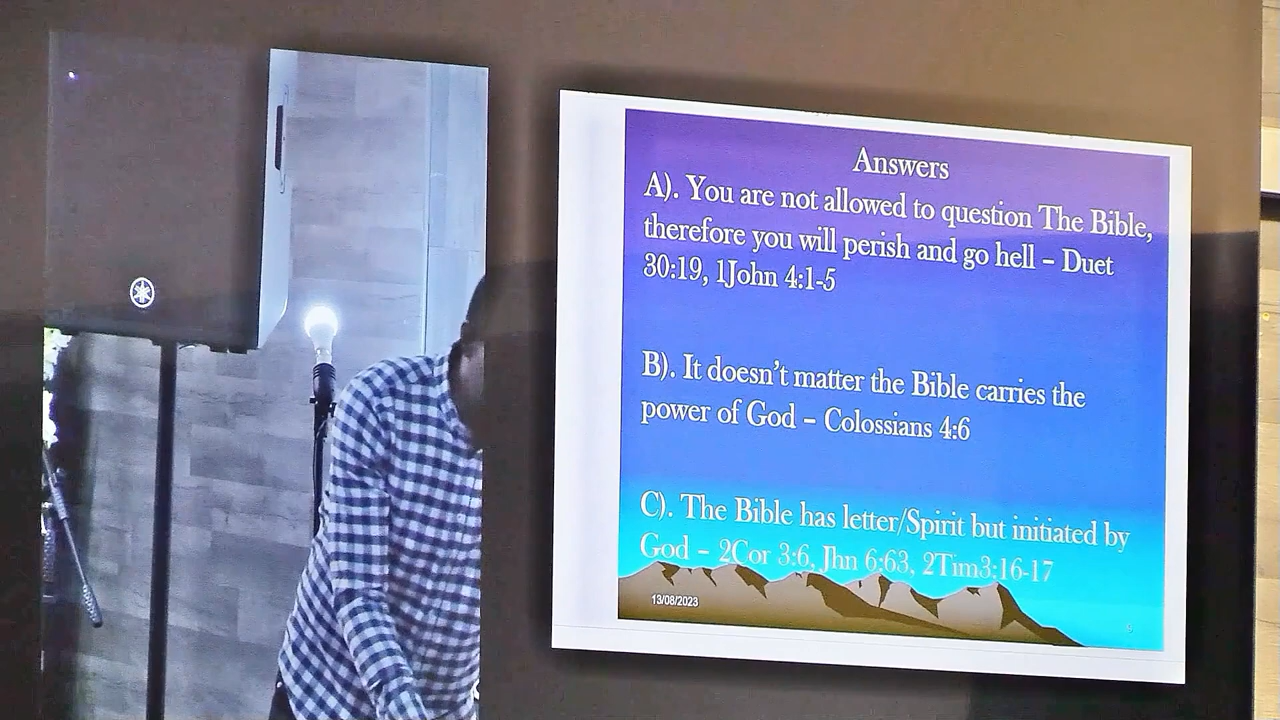 Answers
A). You are not allowed to question The Bible,
therefore you will perish and go hell – Duet
30:19, 1John 4:1-5
B). It doesn't matter the Bible carries the
power of God – Colossians 4:6
C). The Bible has letter/Spirit but initiated by
God – 2Cor 3:6, Jhn 6:63, 2Tim3:16-17
13/08/2023
9